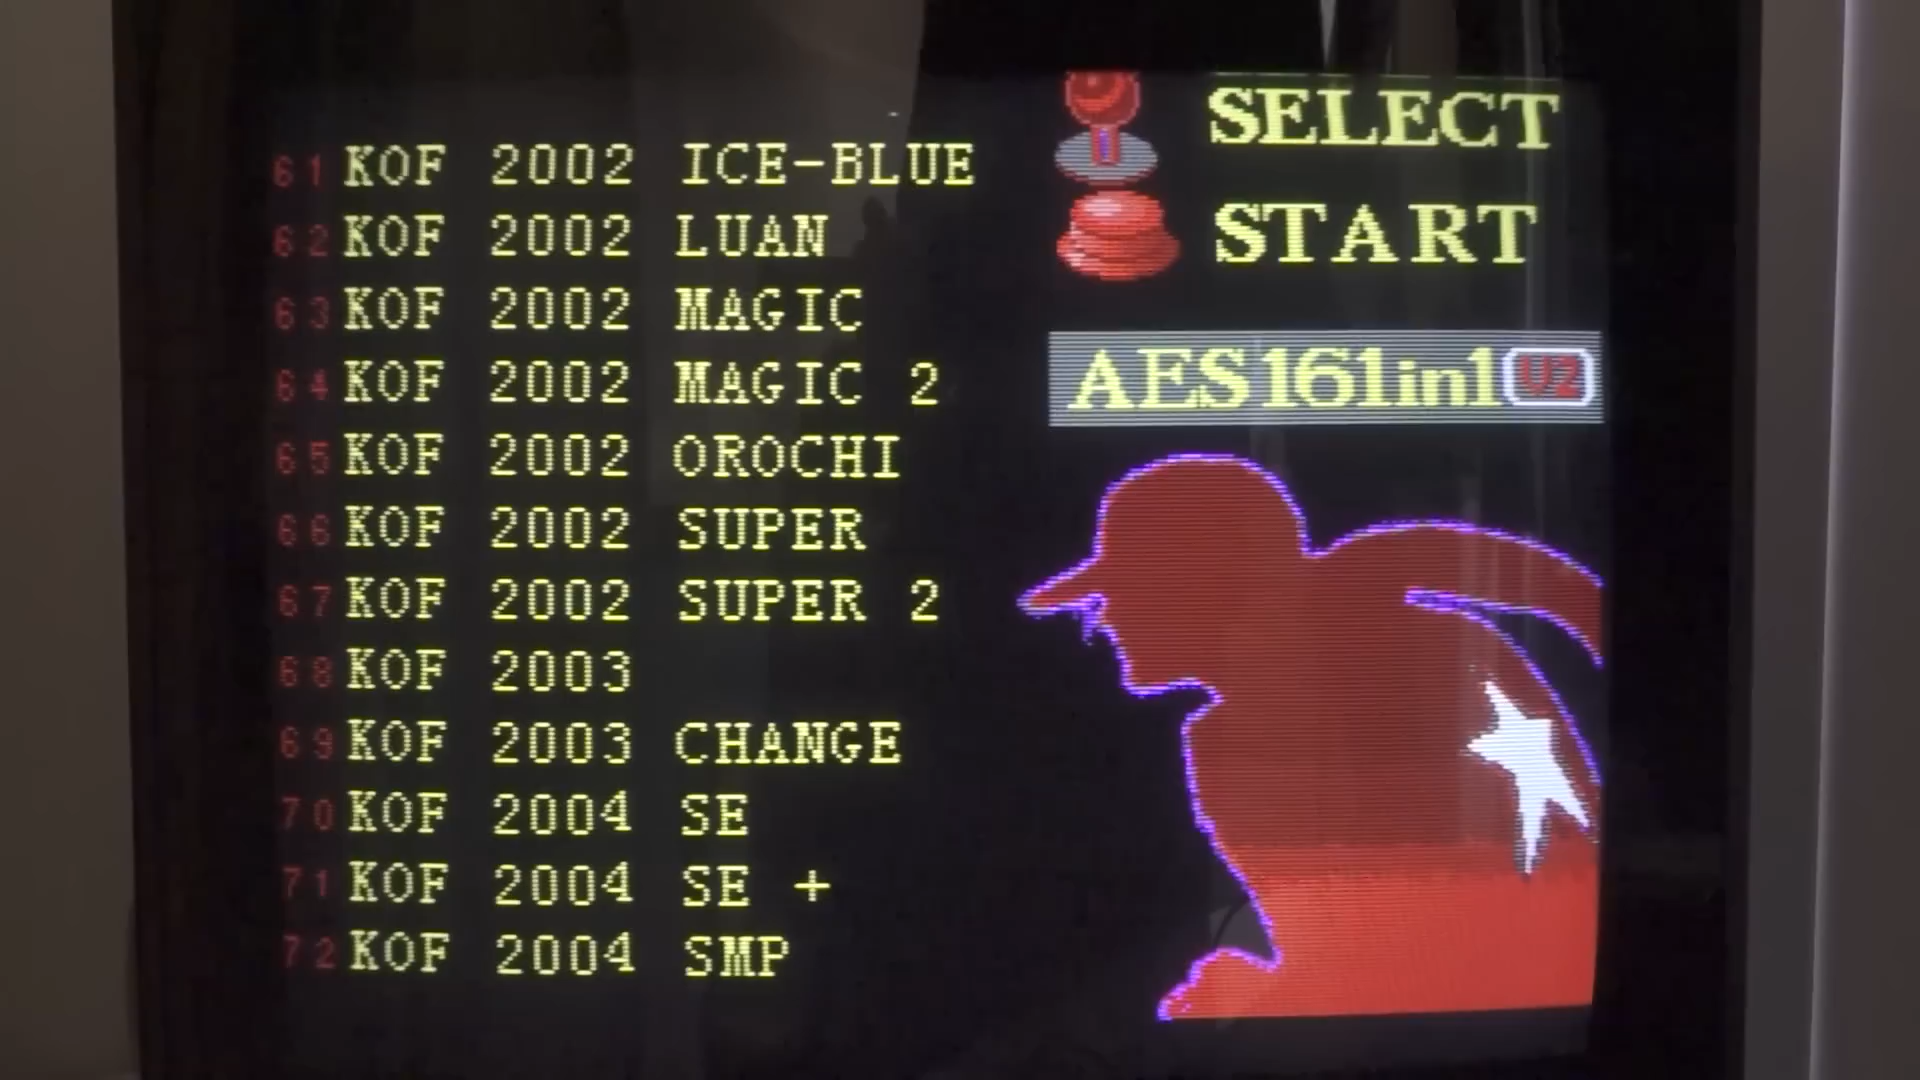 61 KOF 2002 ICE-BLUE
62 KOF 2002 LUAN
63 KOF 2002 MAGIC
64 KOF 2002 MAGIC 2
65 KOF 2002 OROCHI
66 KOF 2002 SUPER
67 KOF 2002 SUPER 2
68 KOF 2003
69 KOF 2003 CHANGE
70 KOF 2004 SE
71 KOF 2004 SE +
72 KOF 2004 SMP
SELECT
START
AES161in1 V2